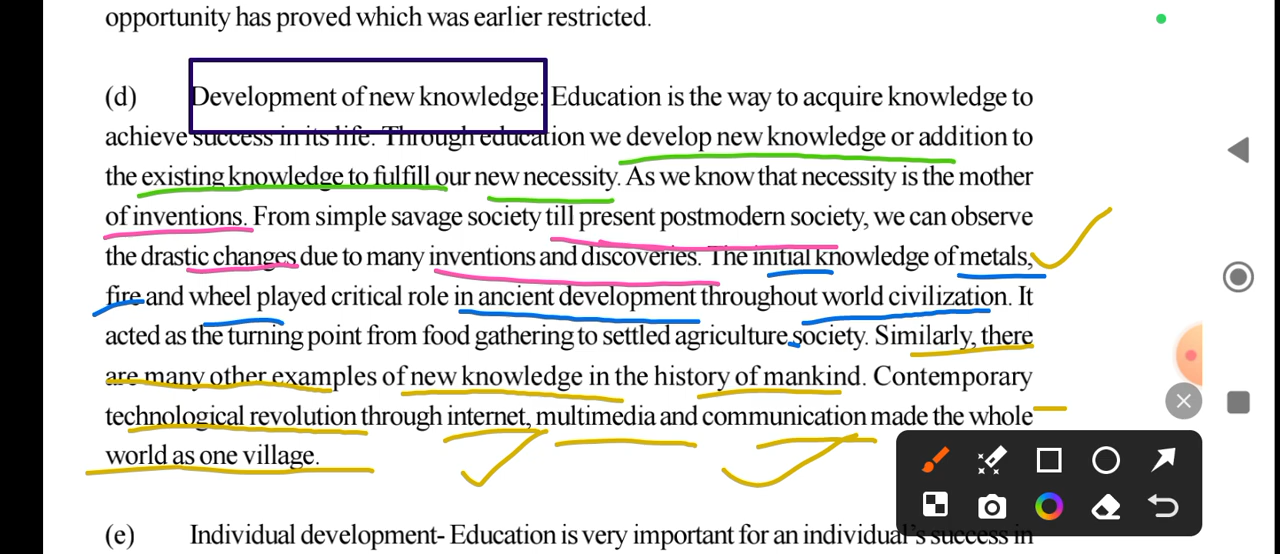 opportunity has proved which was earlier restricted.
(d) Development of new knowledge: Education is the way to acquire knowledge to
achieve success in its life. Through education we develop new knowledge or addition to
the existing knowledge to fulfill our new necessity. As we know that necessity is the mother
of inventions. From simple savage society till present postmodern society, we can observe
the drastic changes due to many inventions and discoveries. The initial knowledge of metals,
fire and wheel played critical role in ancient development throughout world civilization. It
acted as the turning point from food gathering to settled agriculture society. Similarly, there
are many other examples of new knowledge in the history of mankind. Contemporary
technological revolution through internet, multimedia and communication made the whole
world as one village.
(e) Individual development- Education is very important for an individual's success in